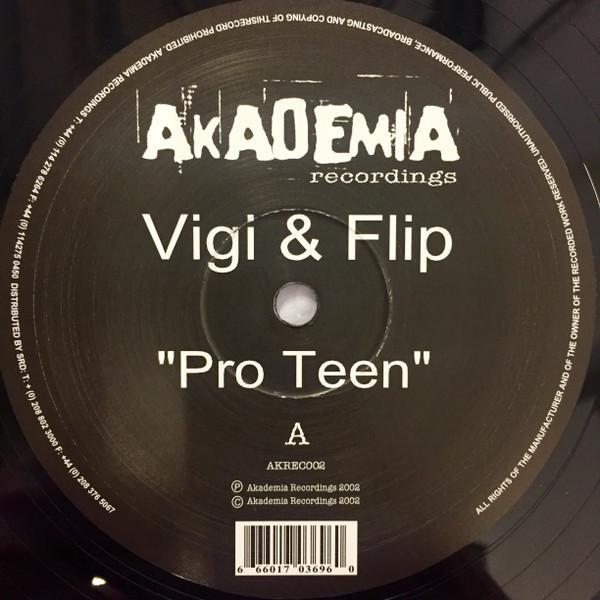 AKADEMIA
recordings
Vigi & Flip
"Pro Teen"
A
AKREC002
Ⓟ Akademia Recordings 2002
© Akademia Recordings 2002
6 66017 03696 0
ALL RIGHTS OF THE MANUFACTURER AND OF THE OWNER OF THE RECORDED WORK RESERVED. UNAUTHORISED PUBLIC PERFORMANCE, BROADCASTING AND COPYING OF THISRECORD PROHIBITED. AKADEMIA RECORDINGS T: +44 (0) 114 278 6264 F: +44 (0) 114275 0450 DISTRIBUTED BY SRD: T: + (0) 208 802 3000 F: +44 (0) 208 376 5067